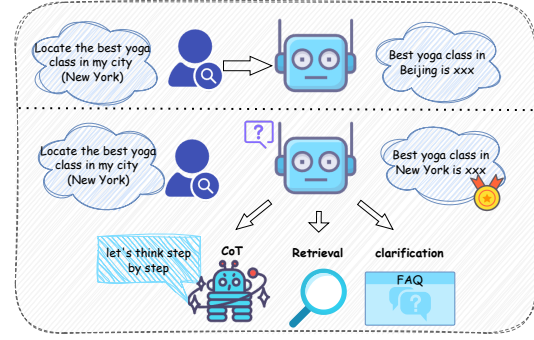 Locate the best yoga
class in my city
(New York)
Best yoga class in
Beijing is xxx
Locate the best yoga
class in my city
(New York)
?
Best yoga class in
New York is xxx
let's think step
by step
CoT
Retrieval
clarification
FAQ
?